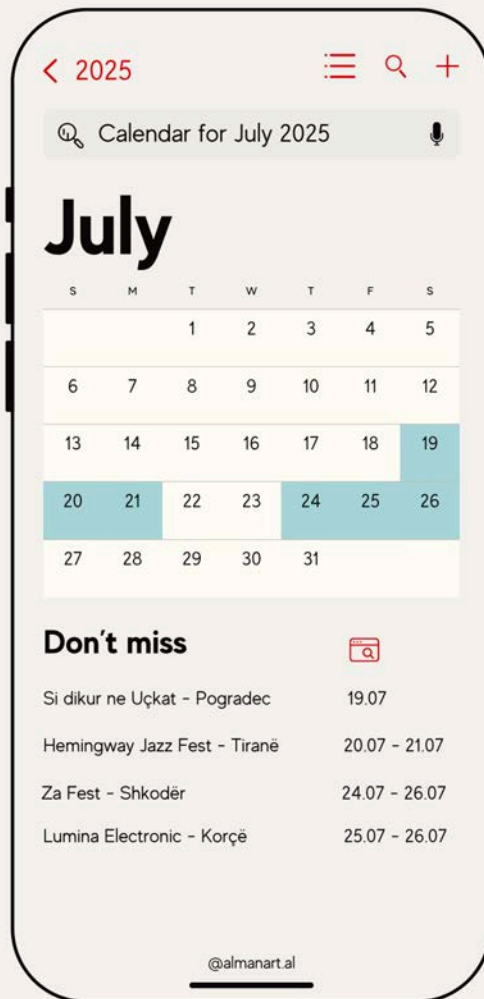 2025
Calendar for July 2025
July
S M T W T F S
1 2 3 4 5
6 7 8 9 10 11 12
13 14 15 16 17 18 19
20 21 22 23 24 25 26
27 28 29 30 31
Don't miss
Si dikur ne Uçkat - Pogradec 19.07
Hemingway Jazz Fest - Tiranë 20.07 - 21.07
Za Fest - Shkodër 24.07 - 26.07
Lumina Electronic - Korçë 25.07 - 26.07
@almanart.al